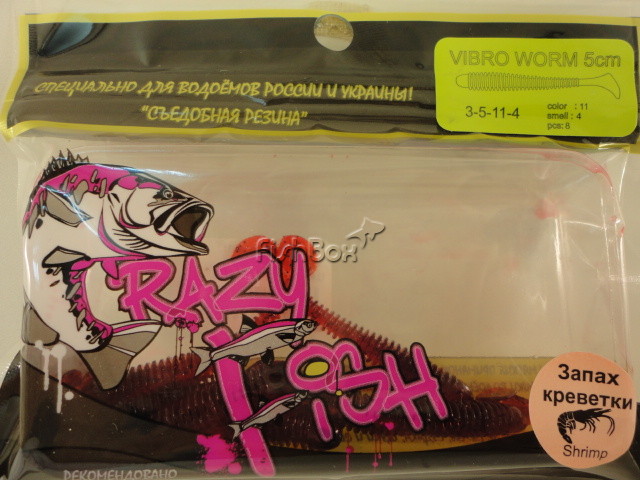 СПЕЦИАЛЬНО ДЛЯ ВОДОЁМОВ РОССИИ И УКРАИНЫ!
"СЪЕДОБНАЯ РЕЗИНА"
VIBRO WORM 5cm
3-5-11-4
color : 11
smell : 4
pcs: 8
FishBox
CRAZY
FISH
Запах
креветки
Shrimp
РЕКОМЕНДОВАНО